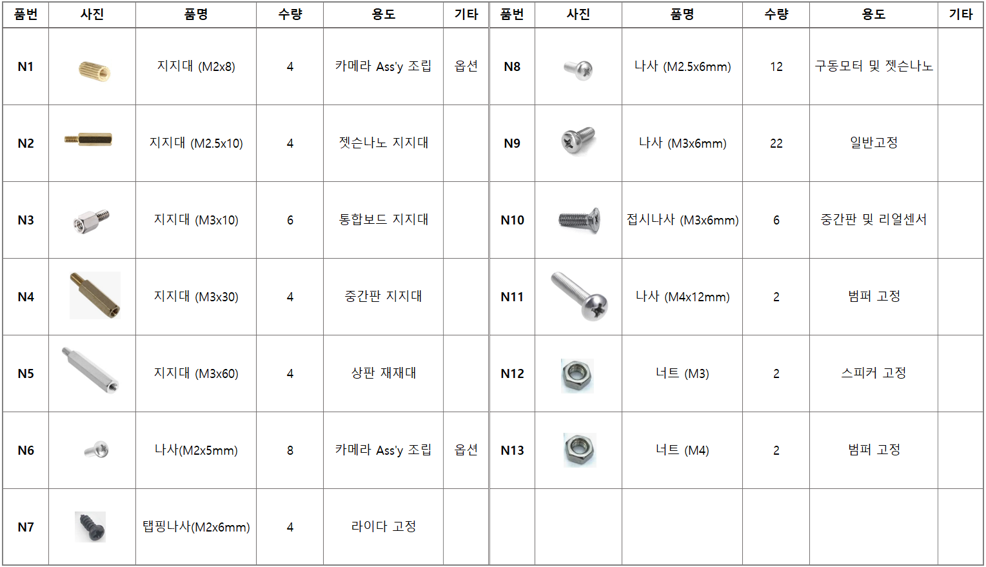 품번 사진 품명 수량 용도 기타 품번 사진 품명 수량 용도 기타
N1 지지대 (M2x8) 4 카메라 Ass'y 조립 옵션 N8 나사 (M2.5x6mm) 12 구동모터 및 젯슨나노
N2 지지대 (M2.5x10) 4 젯슨나노 지지대 N9 나사 (M3x6mm) 22 일반고정
N3 지지대 (M3x10) 6 통합보드 지지대 N10 접시나사 (M3x6mm) 6 중간판 및 리얼센서
N4 지지대 (M3x30) 4 중간판 지지대 N11 나사 (M4x12mm) 2 범퍼 고정
N5 지지대 (M3x60) 4 상판 재재대 N12 너트 (M3) 2 스피커 고정
N6 나사(M2x5mm) 8 카메라 Ass'y 조립 옵션 N13 너트 (M4) 2 범퍼 고정
N7 탭핑나사(M2x6mm) 4 라이다 고정